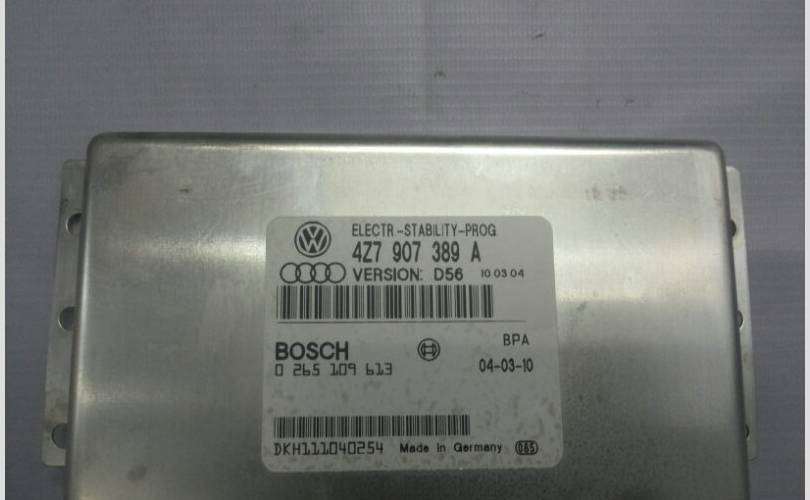 ELECTR.-STABILITY-PROG
4Z7 907 389 A
VERSION: D56 10 03 04
BOSCH
BPA
0 265 109 613
04-03-10
DKH111040254 Made in Germany 065